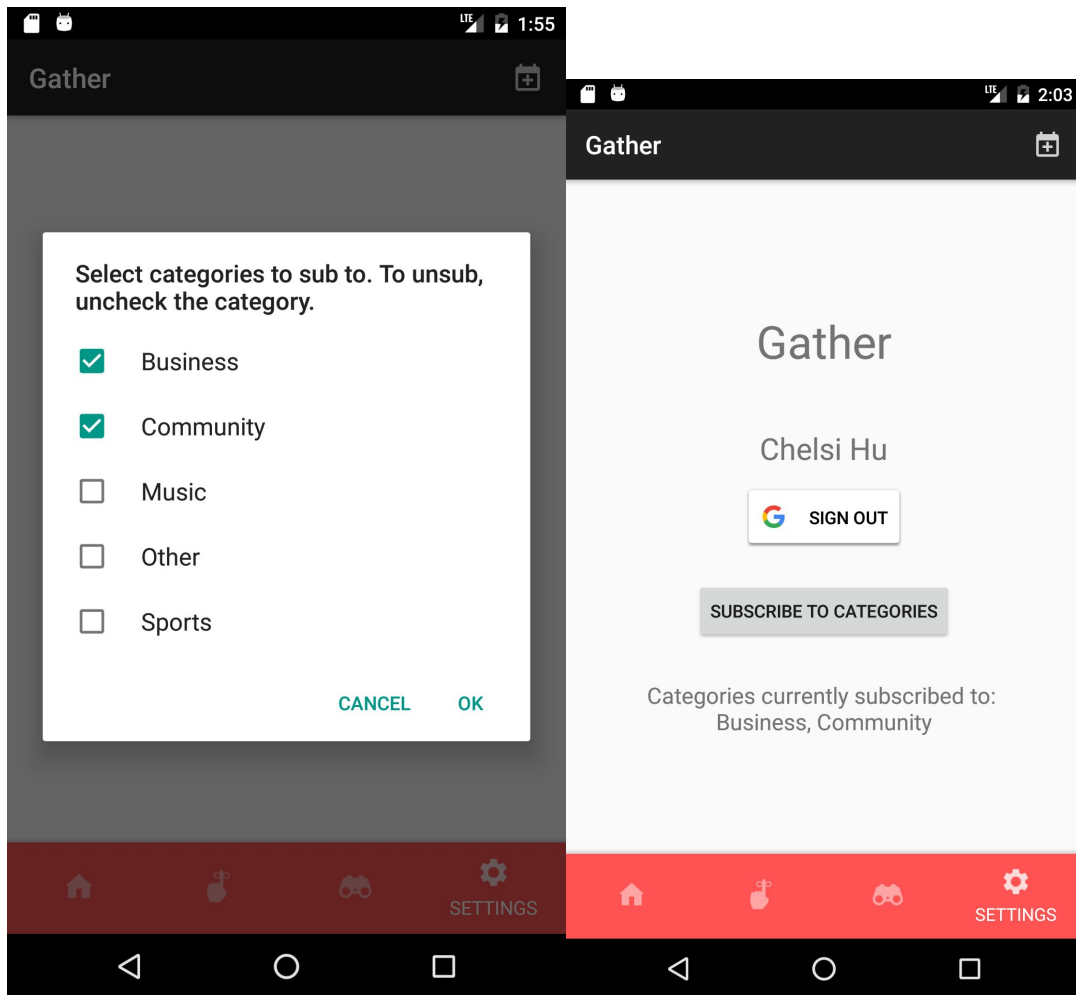 LTE 1:55
Gather
Select categories to sub to. To unsub,
uncheck the category.
Business
Community
Music
Other
Sports
CANCEL OK
SETTINGS
LTE 2:03
Gather
Gather
Chelsi Hu
G SIGN OUT
SUBSCRIBE TO CATEGORIES
Categories currently subscribed to:
Business, Community
SETTINGS